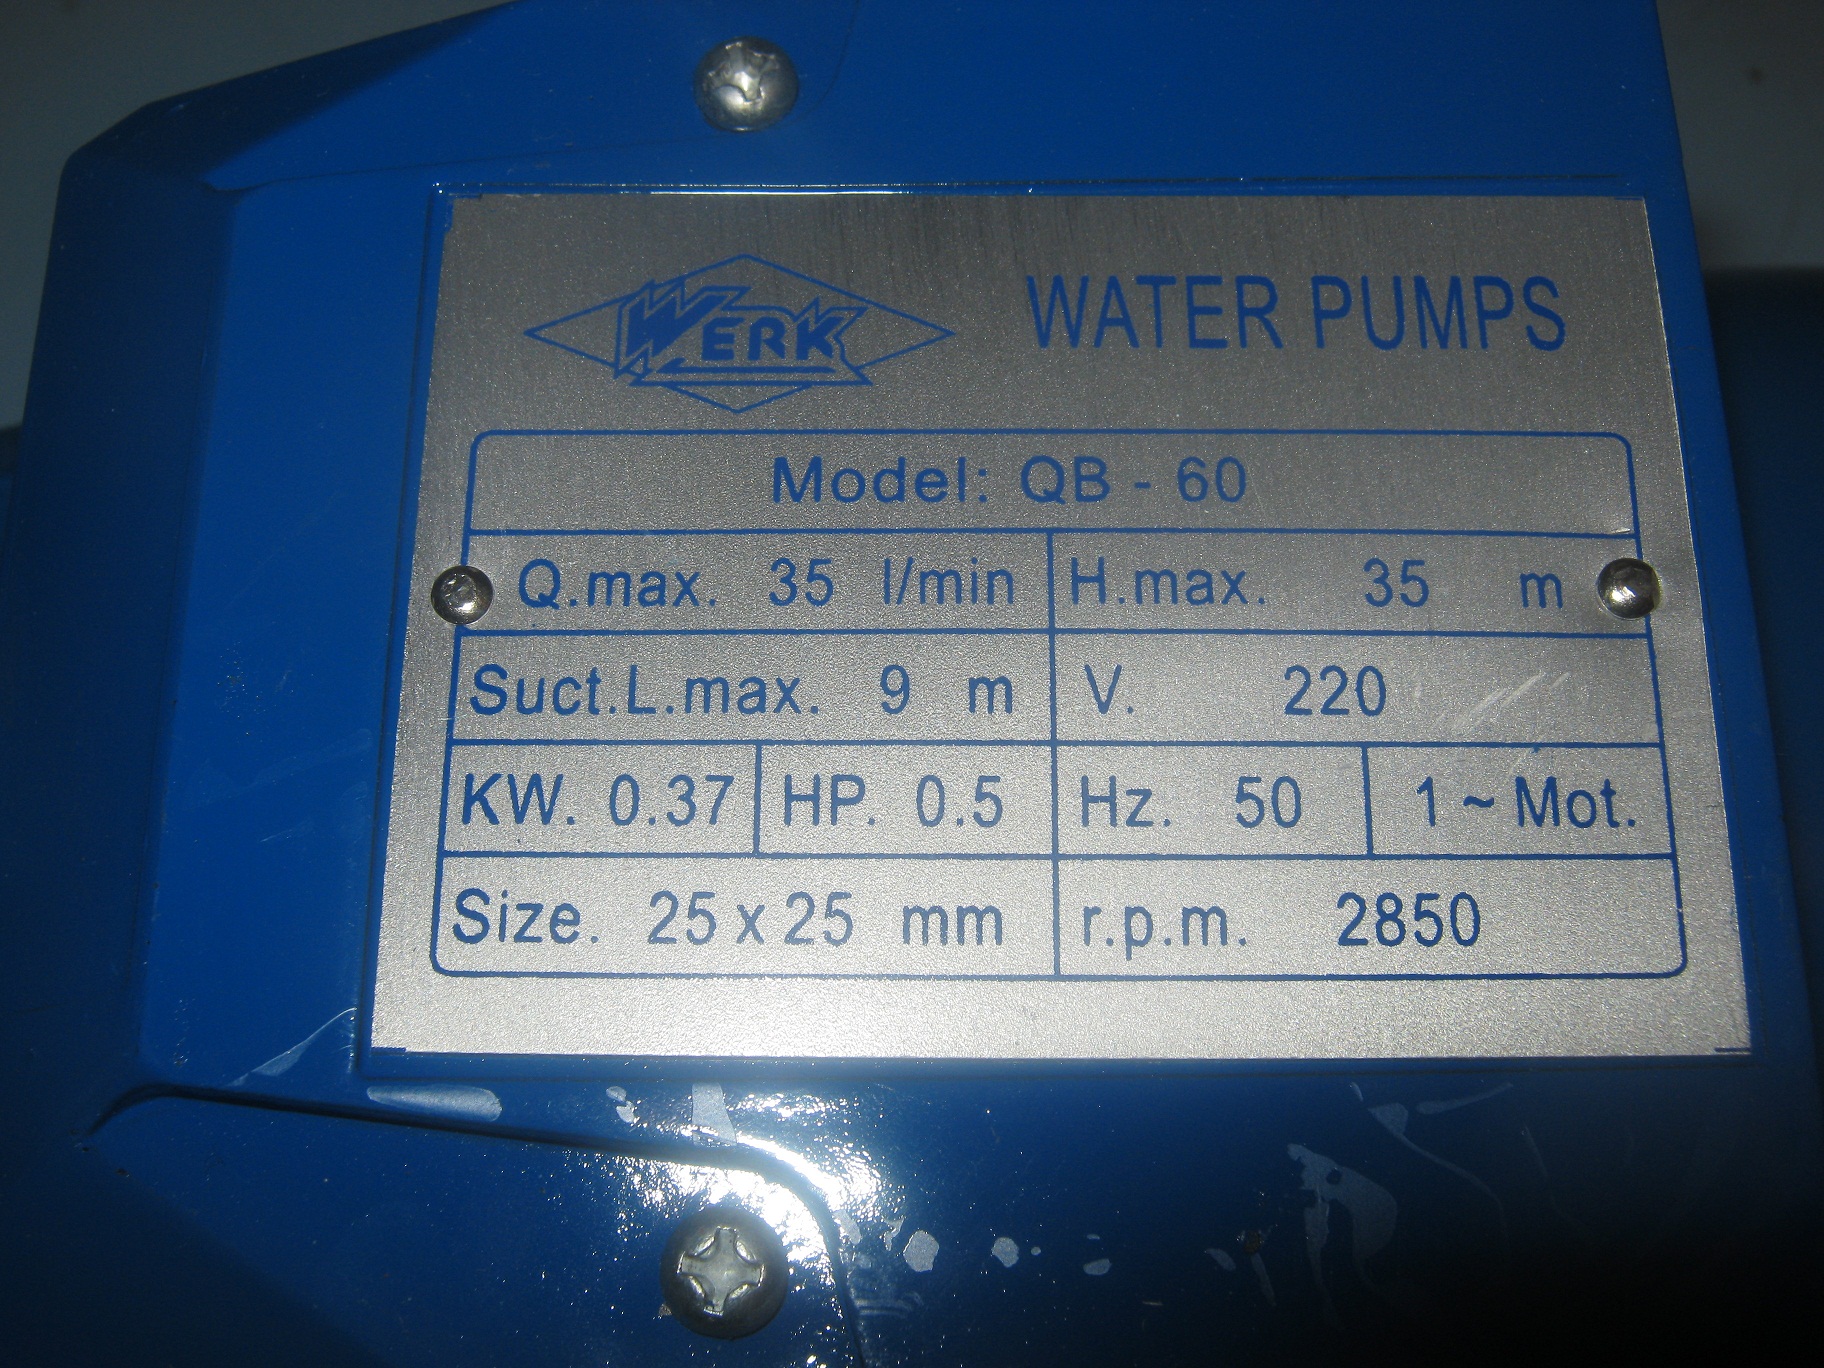 WERK WATER PUMPS
Model: QB - 60
Q.max. 35 l/min H.max. 35 m
Suct.L.max. 9 m V. 220
KW. 0.37 HP. 0.5 Hz. 50 1 ~ Mot.
Size. 25 x 25 mm r.p.m. 2850